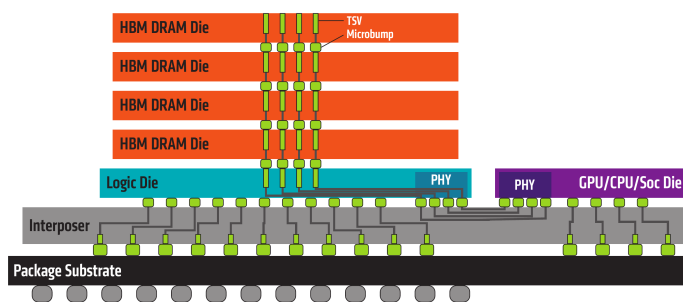 HBM DRAM Die
TSV
Microbump
HBM DRAM Die
HBM DRAM Die
HBM DRAM Die
Logic Die
PHY
PHY
GPU/CPU/Soc Die
Interposer
Package Substrate